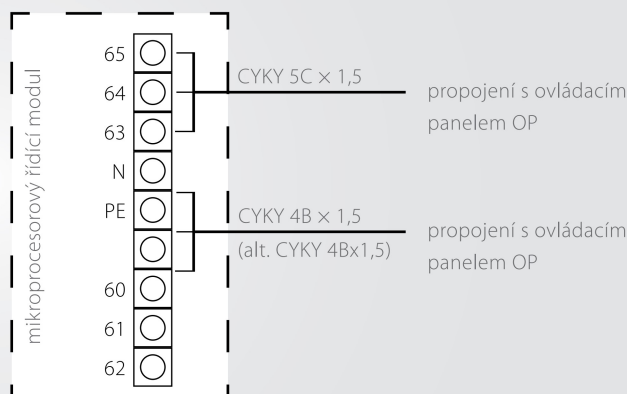 mikroprocesorový řídící modul
65
64
63
N
PE
60
61
62
CYKY 5C × 1,5
propojení s ovládacím
panelem OP
CYKY 4B × 1,5
(alt. CYKY 4Bx1,5)
propojení s ovládacím
panelem OP